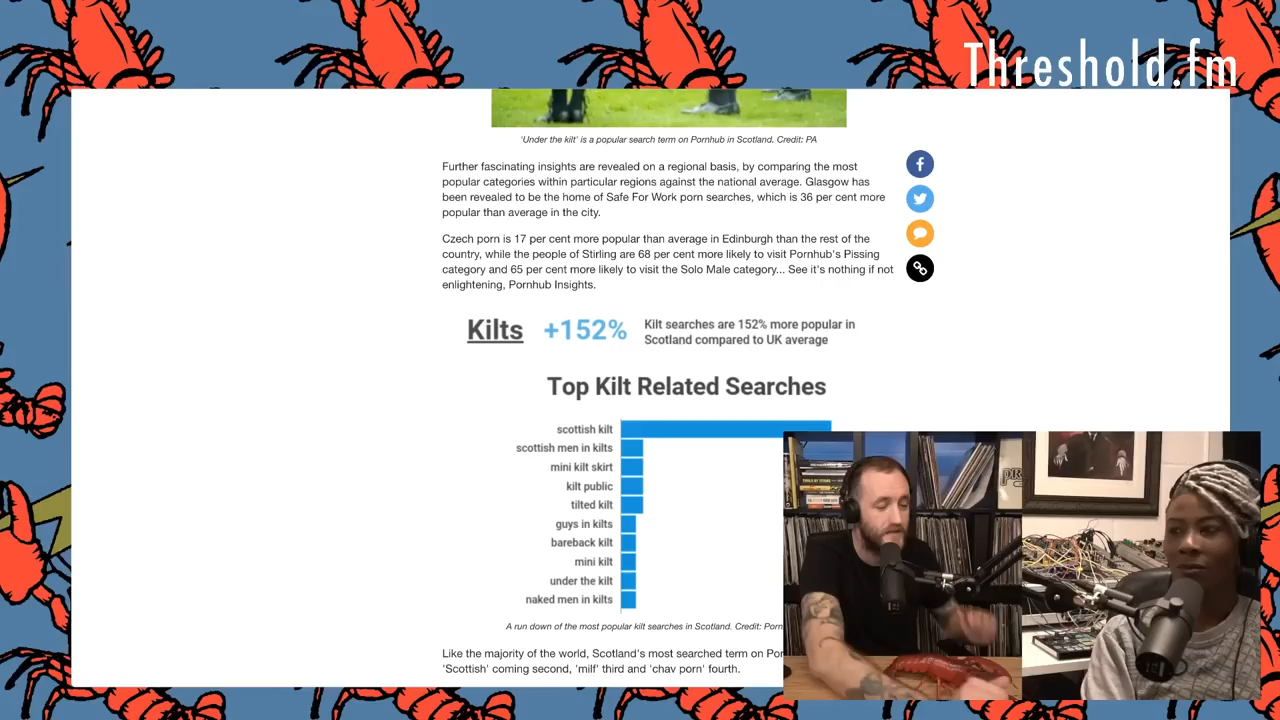 Threshold.fm
'Under the kilt' is a popular search term on Pornhub in Scotland. Credit: PA
Further fascinating insights are revealed on a regional basis, by comparing the most
popular categories within particular regions against the national average. Glasgow has
been revealed to be the home of Safe For Work porn searches, which is 36 per cent more
popular than average in the city.
Czech porn is 17 per cent more popular than average in Edinburgh than the rest of the
country, while the people of Stirling are 68 per cent more likely to visit Pornhub's Pissing
category and 65 per cent more likely to visit the Solo Male category... See it's nothing if not
enlightening, Pornhub Insights.
Kilts +152% Kilt searches are 152% more popular in
Scotland compared to UK average
Top Kilt Related Searches
scottish kilt
scottish men in kilts
mini kilt skirt
kilt public
tilted kilt
guys in kilts
bareback kilt
mini kilt
under the kilt
naked men in kilts
A run down of the most popular kilt searches in Scotland. Credit: Porn
Like the majority of the world, Scotland's most searched term on Por
'Scottish' coming second, 'milf' third and 'chav porn' fourth.